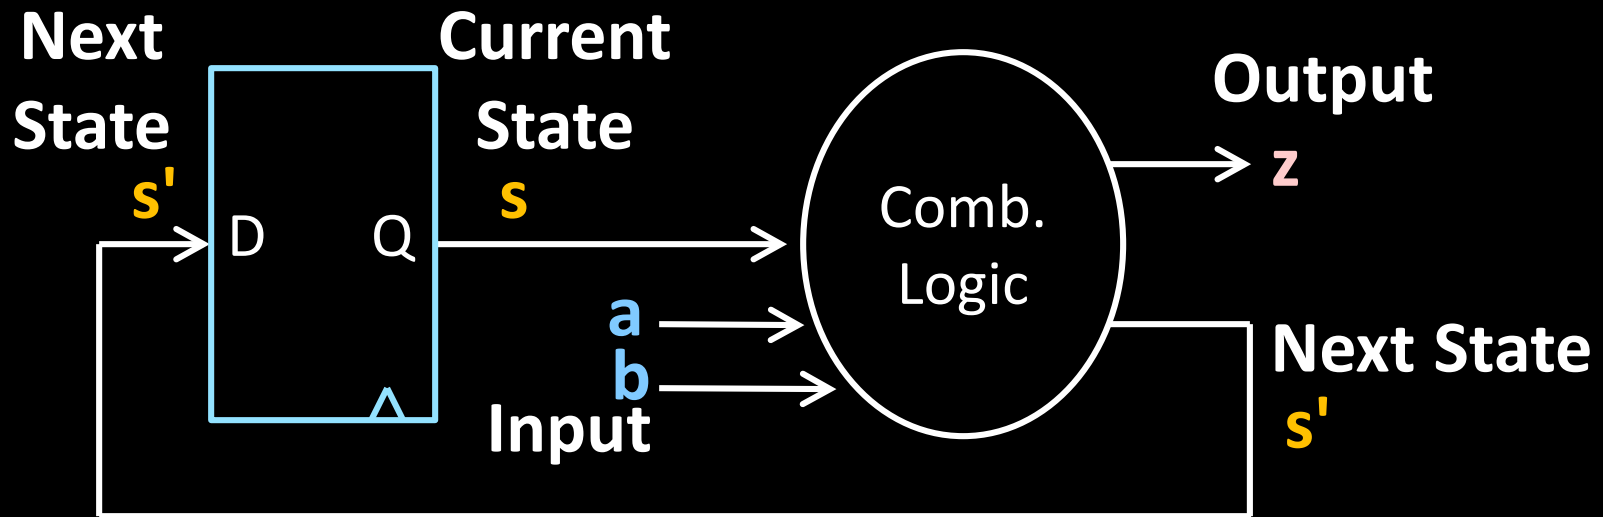 Next
State
s'
D
Q
Current
State
s
a
b
Input
Comb.
Logic
Output
z
Next State
s'